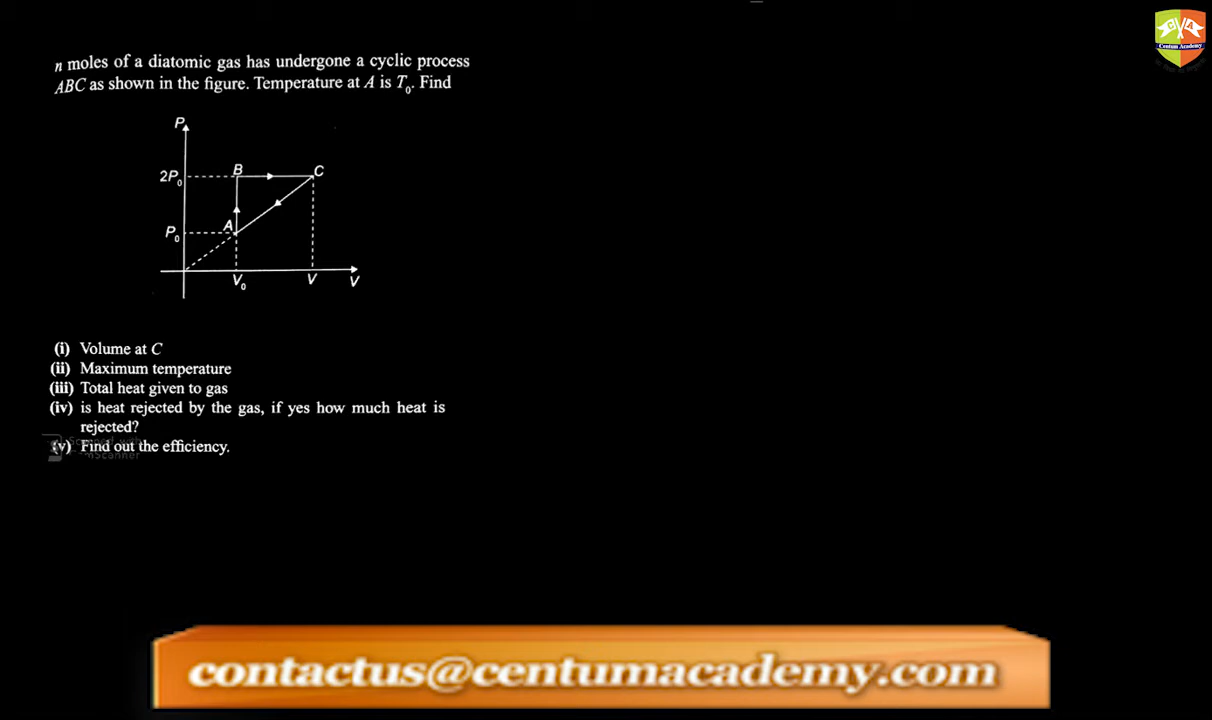 n moles of a diatomic gas has undergone a cyclic process
ABC as shown in the figure. Temperature at A is T₀. Find
P
2P₀
B
C
P₀
A
V₀
V
V
(i) Volume at C
(ii) Maximum temperature
(iii) Total heat given to gas
(iv) is heat rejected by the gas, if yes how much heat is
rejected?
(v) Find out the efficiency.
Scanned with
Centum Academy
contactus@centumacademy.com